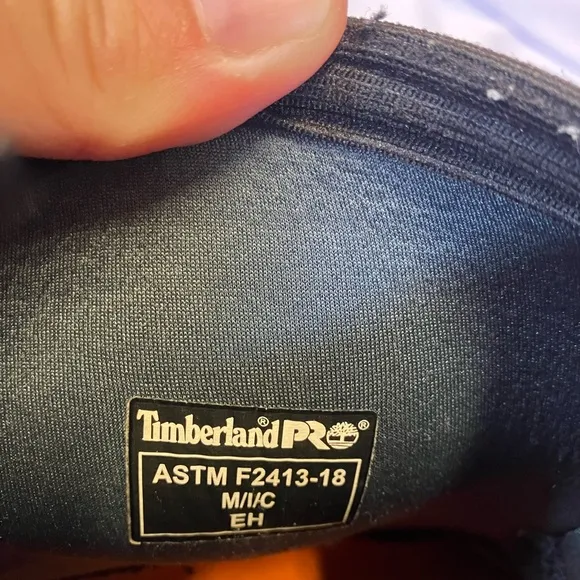 Timberland® PRO®
ASTM F2413-18
M/I/C
EH